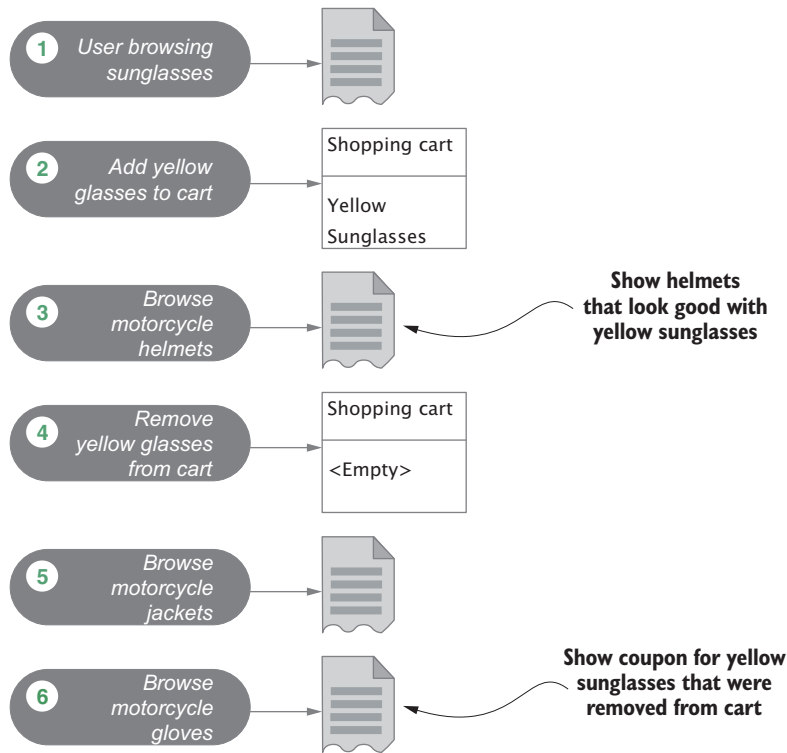 1
User browsing
sunglasses
2
Add yellow
glasses to cart
Shopping cart
Yellow
Sunglasses
3
Browse
motorcycle
helmets
Show helmets
that look good with
yellow sunglasses
4
Remove
yellow glasses
from cart
Shopping cart
<Empty>
5
Browse
motorcycle
jackets
6
Browse
motorcycle
gloves
Show coupon for yellow
sunglasses that were
removed from cart